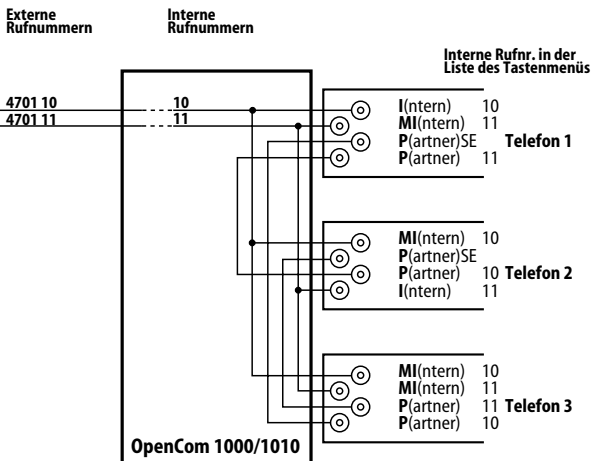 Externe
Rufnummern
Interne
Rufnummern
Interne Rufnr. in der
Liste des Tastenmenüs
4701 10
10
4701 11
11
I(ntern) 10
MI(ntern) 11
P(artner)SE Telefon 1
P(artner) 11
MI(ntern) 10
P(artner)SE
P(artner) 10 Telefon 2
I(ntern) 11
MI(ntern) 10
MI(ntern) 11
P(artner) 11 Telefon 3
P(artner) 10
OpenCom 1000/1010